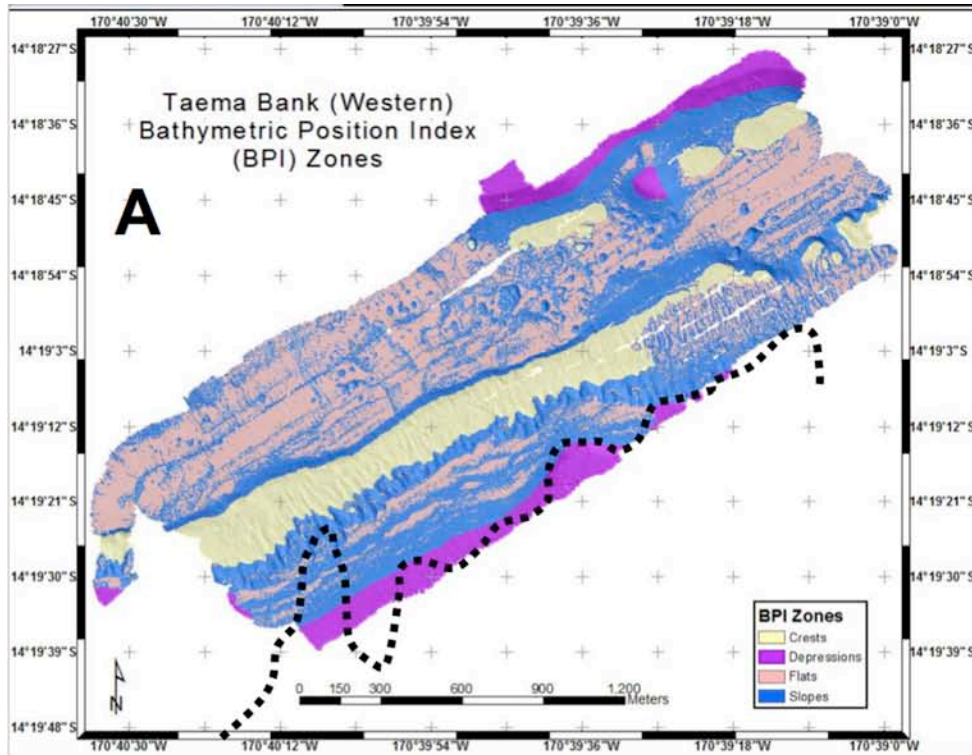 170°40'30"W 170°40'12"W 170°39'54"W 170°39'36"W 170°39'18"W 170°39'0"W
14°18'27"S 14°18'27"S
Taema Bank (Western)
14°18'36"S 14°18'36"S
Bathymetric Position Index
(BPI) Zones
A
14°18'45"S 14°18'45"S
14°18'54"S 14°18'54"S
14°19'3"S 14°19'3"S
14°19'12"S 14°19'12"S
14°19'21"S 14°19'21"S
14°19'30"S 14°19'30"S
BPI Zones
Crests
Depressions
Flats
Slopes
14°19'39"S 14°19'39"S
0 150 300 600 900 1,200
Meters
N
14°19'48"S 14°19'48"S
170°40'30"W 170°40'12"W 170°39'54"W 170°39'36"W 170°39'18"W 170°39'0"W